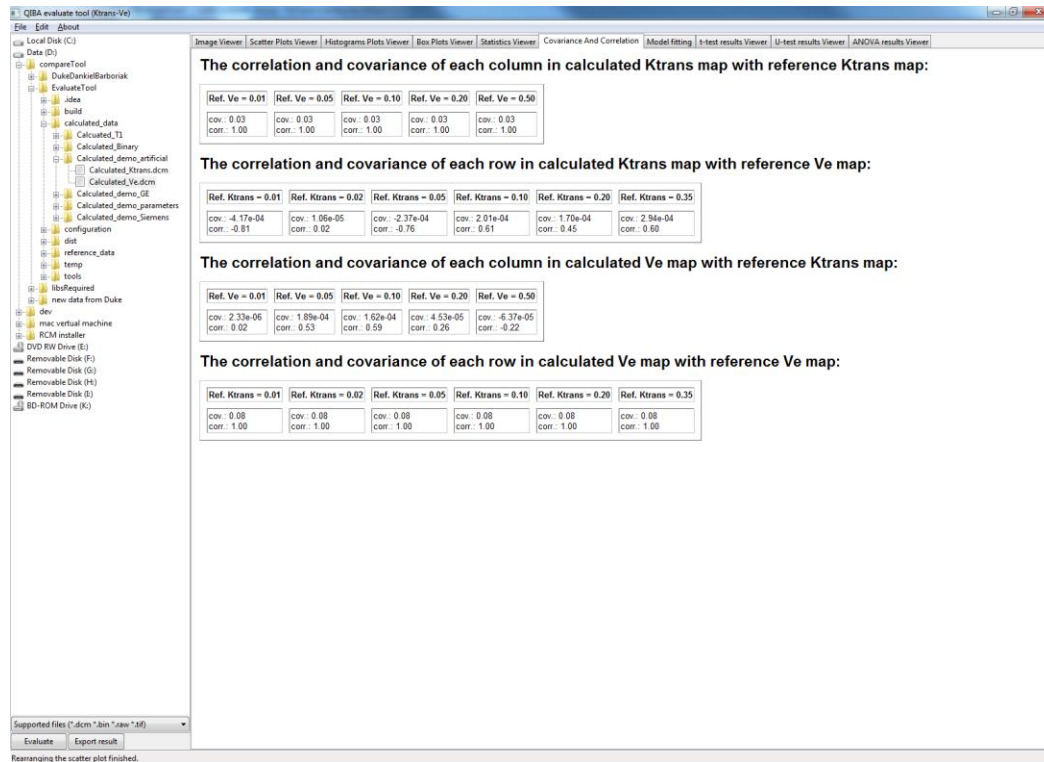 QIBA evaluate tool (Ktrans-Ve)
File Edit About
Local Disk (C:)
Data (D:)
compareTool
DukeDankielBarboriak
EvaluateTool
.idea
build
calculated_data
Calcuated_T1
Calculated_Binary
Calculated_demo_artificial
Calculated_Ktrans.dcm
Calculated_Ve.dcm
Calculated_demo_GE
Calculated_demo_parameters
Calculated_demo_Siemens
configuration
dist
reference_data
temp
tools
libsRequired
new data from Duke
dev
mac vertual machine
RCM installer
DVD RW Drive (E:)
Removable Disk (F:)
Removable Disk (G:)
Removable Disk (H:)
Removable Disk (I:)
BD-ROM Drive (K:)
Supported files (*.dcm *.bin *.raw *.tif)
Evaluate Export result
Rearranging the scatter plot finished.
Image Viewer Scatter Plots Viewer Histograms Plots Viewer Box Plots Viewer Statistics Viewer Covariance And Correlation Model fitting t-test results Viewer U-test results Viewer ANOVA results Viewer
The correlation and covariance of each column in calculated Ktrans map with reference Ktrans map:
Ref. Ve = 0.01 Ref. Ve = 0.05 Ref. Ve = 0.10 Ref. Ve = 0.20 Ref. Ve = 0.50
cov.: 0.03 cov.: 0.03 cov.: 0.03 cov.: 0.03 cov.: 0.03
corr.: 1.00 corr.: 1.00 corr.: 1.00 corr.: 1.00 corr.: 1.00
The correlation and covariance of each row in calculated Ktrans map with reference Ve map:
Ref. Ktrans = 0.01 Ref. Ktrans = 0.02 Ref. Ktrans = 0.05 Ref. Ktrans = 0.10 Ref. Ktrans = 0.20 Ref. Ktrans = 0.35
cov.: -4.17e-04 cov.: 1.06e-05 cov.: -2.37e-04 cov.: 2.01e-04 cov.: 1.70e-04 cov.: 2.94e-04
corr.: -0.81 corr.: 0.02 corr.: -0.76 corr.: 0.61 corr.: 0.45 corr.: 0.60
The correlation and covariance of each column in calculated Ve map with reference Ktrans map:
Ref. Ve = 0.01 Ref. Ve = 0.05 Ref. Ve = 0.10 Ref. Ve = 0.20 Ref. Ve = 0.50
cov.: 2.33e-06 cov.: 1.89e-04 cov.: 1.62e-04 cov.: 4.53e-05 cov.: -6.37e-05
corr.: 0.02 corr.: 0.53 corr.: 0.59 corr.: 0.26 corr.: -0.22
The correlation and covariance of each row in calculated Ve map with reference Ve map:
Ref. Ktrans = 0.01 Ref. Ktrans = 0.02 Ref. Ktrans = 0.05 Ref. Ktrans = 0.10 Ref. Ktrans = 0.20 Ref. Ktrans = 0.35
cov.: 0.08 cov.: 0.08 cov.: 0.08 cov.: 0.08 cov.: 0.08 cov.: 0.08
corr.: 1.00 corr.: 1.00 corr.: 1.00 corr.: 1.00 corr.: 1.00 corr.: 1.00